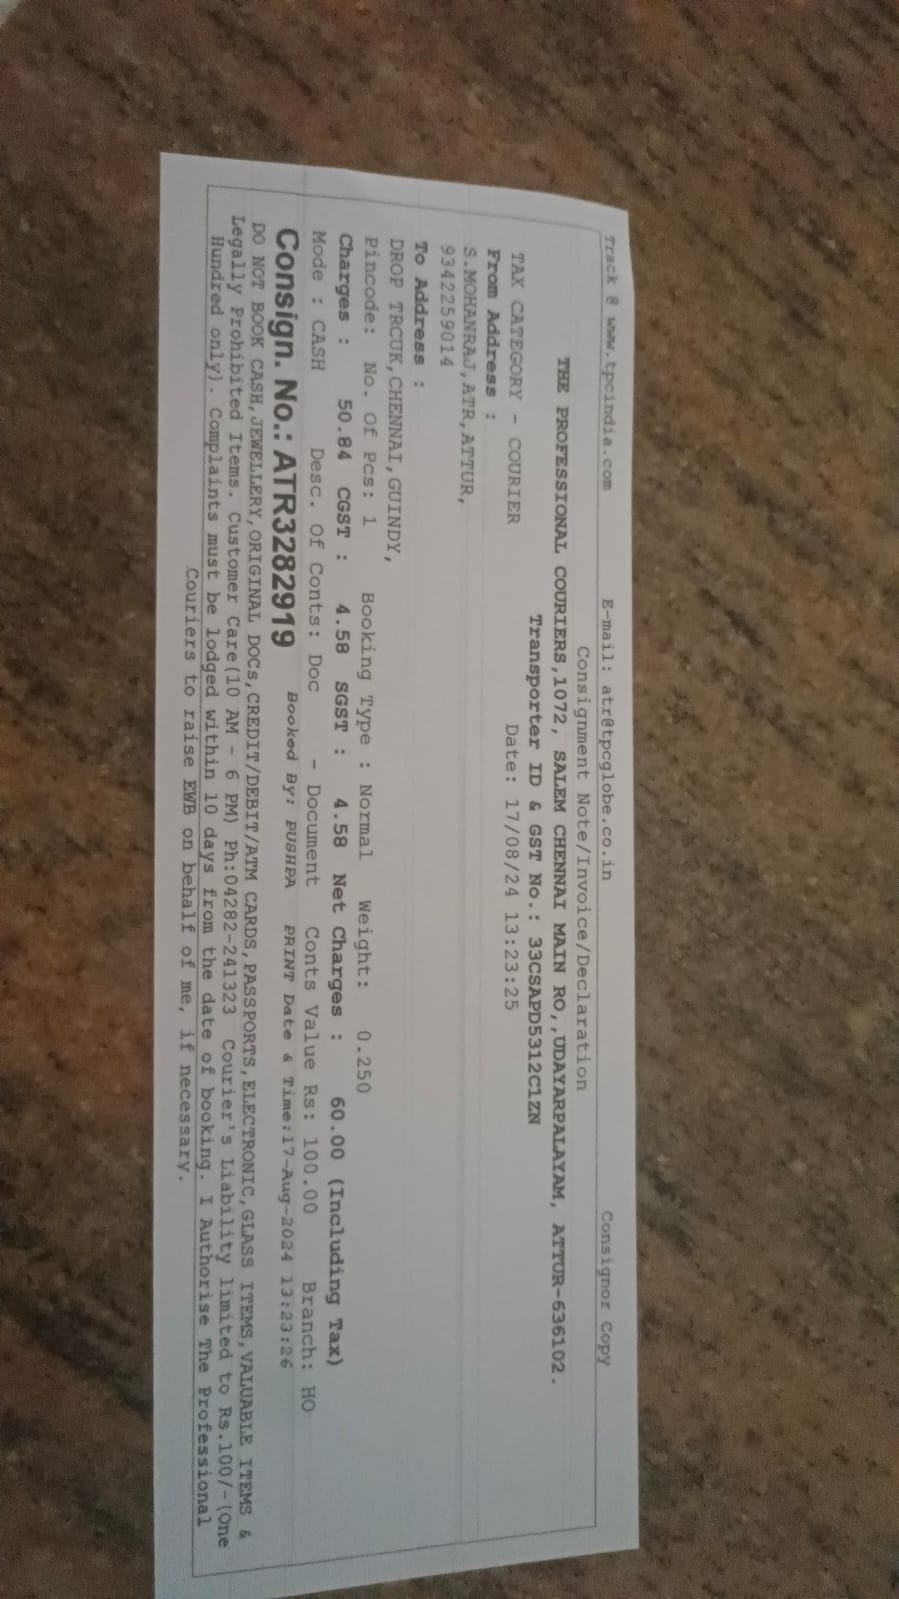 Track @ www.tpcindia.com E-mail: atr@tpcglobe.co.in Consignor Copy
Consignment Note/Invoice/Declaration
THE PROFESSIONAL COURIERS,1072, SALEM CHENNAI MAIN RO,,UDAYARPALAYAM, ATTUR-636102.
Transporter ID & GST No.: 33CSAPD5312C1ZN
TAX CATEGORY - COURIER Date: 17/08/24 13:23:25
From Address :
S.MOHANRAJ,ATR,ATTUR,
9342259014
To Address :
DROP TRCUK,CHENNAI,GUINDY,
Pincode: No. Of Pcs: 1 Booking Type : Normal Weight: 0.250
Charges : 50.84 CGST : 4.58 SGST : 4.58 Net Charges : 60.00 (Including Tax)
Mode : CASH Desc. Of Conts: Doc - Document Conts Value Rs: 100.00 Branch: HO
Consign. No.: ATR3282919 Booked By: PUSHPA PRINT Date & Time:17-Aug-2024 13:23:26
DO NOT BOOK CASH,JEWELLERY,ORIGINAL DOCs,CREDIT/DEBIT/ATM CARDS,PASSPORTS,ELECTRONIC,GLASS ITEMS,VALUABLE ITEMS &
Legally Prohibited Items. Customer Care(10 AM - 6 PM) Ph:04282-241323 Courier's Liability limited to Rs.100/-(One
Hundred only). Complaints must be lodged within 10 days from the date of booking. I Authorise The Professional
Couriers to raise EWB on behalf of me, if necessary.